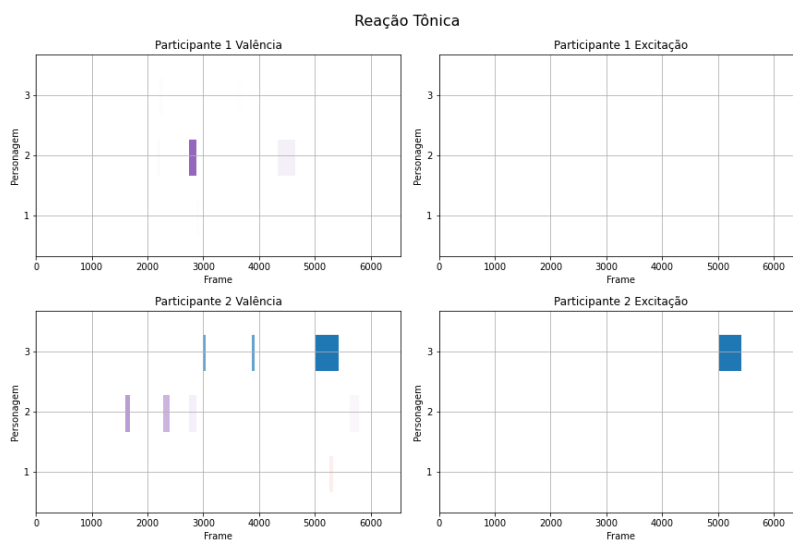 Reação Tônica
Participante 1 Valência
Personagem
3
2
1
0 1000 2000 3000 4000 5000 6000
Frame
Participante 1 Excitação
Personagem
3
2
1
0 1000 2000 3000 4000 5000 6000
Frame
Participante 2 Valência
Personagem
3
2
1
0 1000 2000 3000 4000 5000 6000
Frame
Participante 2 Excitação
Personagem
3
2
1
0 1000 2000 3000 4000 5000 6000
Frame